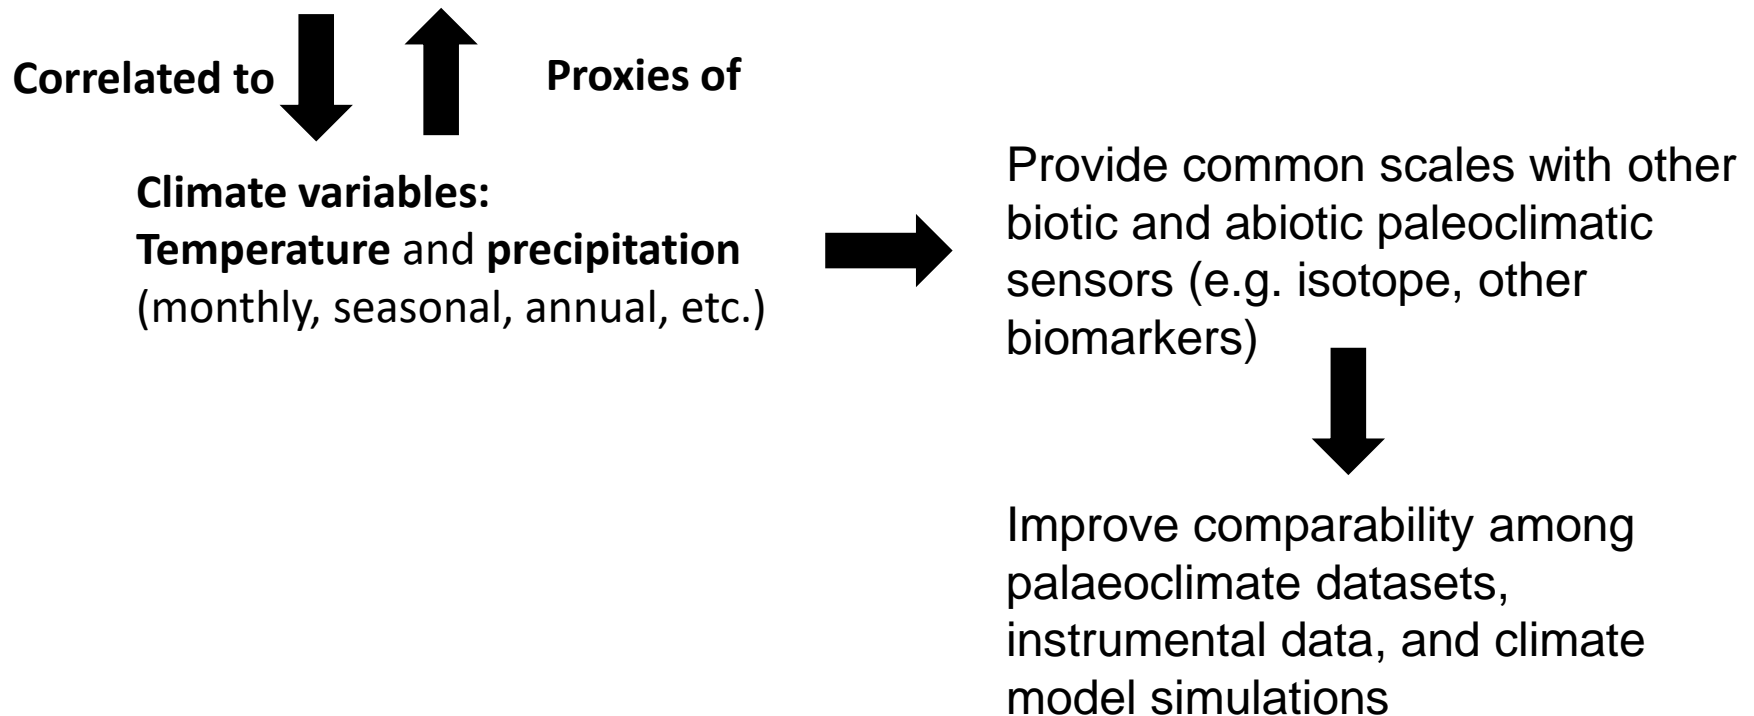 Correlated to
Proxies of
Climate variables:
Temperature and precipitation
(monthly, seasonal, annual, etc.)
Provide common scales with other
biotic and abiotic paleoclimatic
sensors (e.g. isotope, other
biomarkers)
Improve comparability among
palaeoclimate datasets,
instrumental data, and climate
model simulations